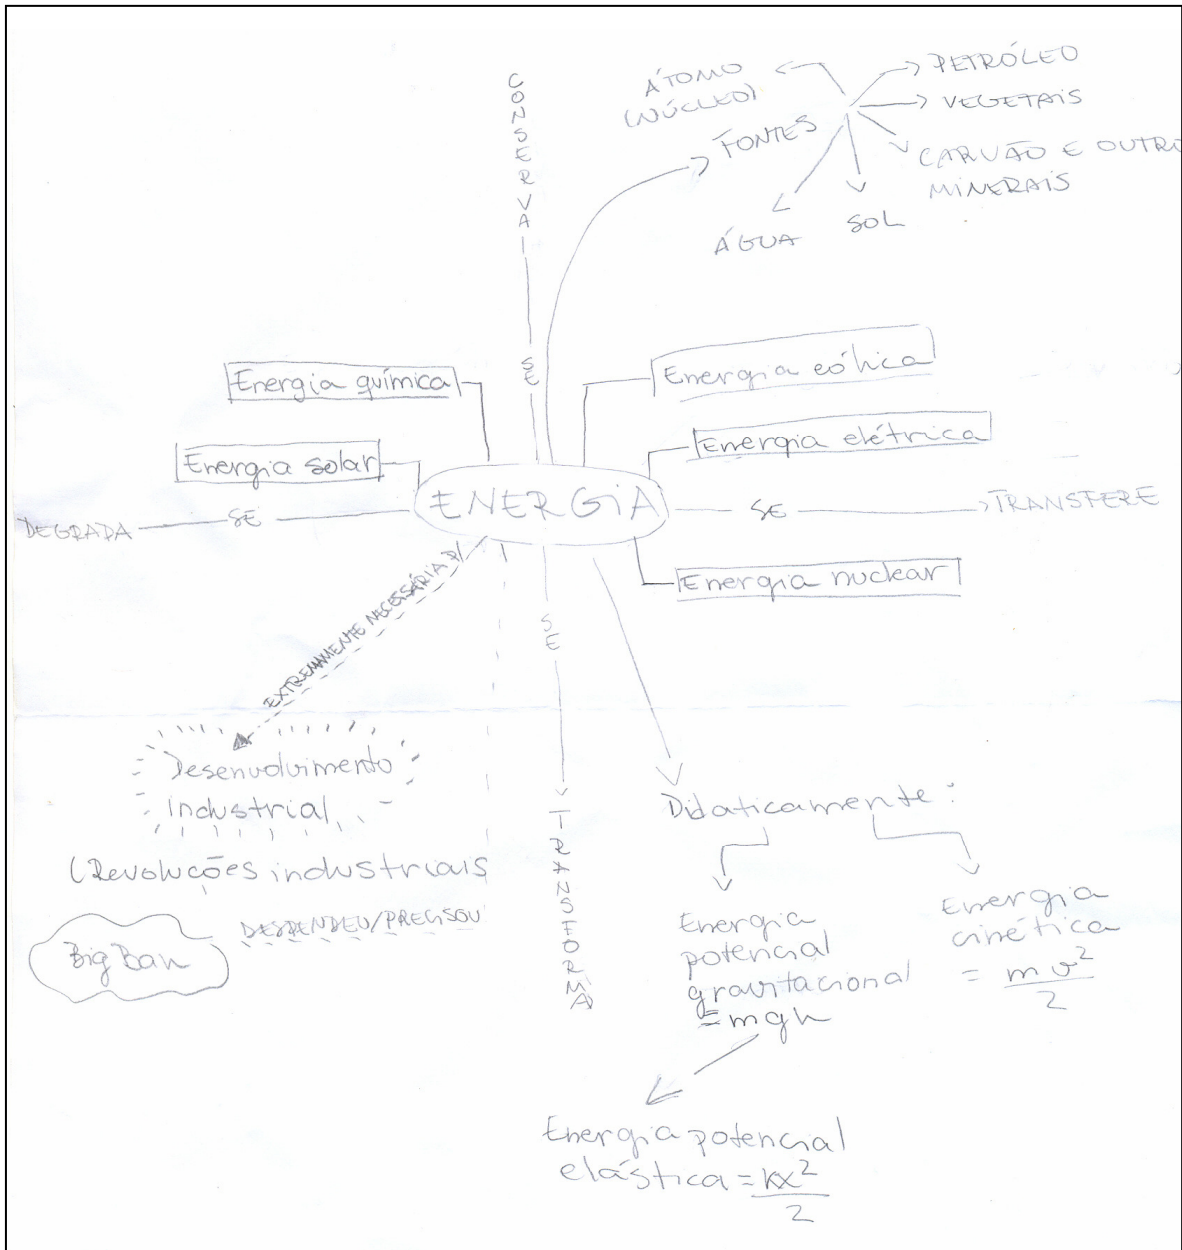 CONSERVA
SE
FONTES
ÁTOMO
(NÚCLEO)
PETRÓLEO
VEGETAIS
CARVÃO E OUTRO
MINERAIS
SOL
ÁGUA
Energia química
Energia eólica
Energia solar
Energia elétrica
ENERGIA
DEGRADA SE
SE TRANSFERE
Energia nuclear
EXTREMAMENTE NECESSÁRIA P/
SE
TRANSFORMA
Desenvolvimento
industrial
(Revoluções industriais
Big Ban
DESPENDEU/PRECISOU
Didaticamente:
Energia
potencial
gravitacional
=mgh
Energia
cinética
= mv²/2
Energia potencial
elástica = kx²/2